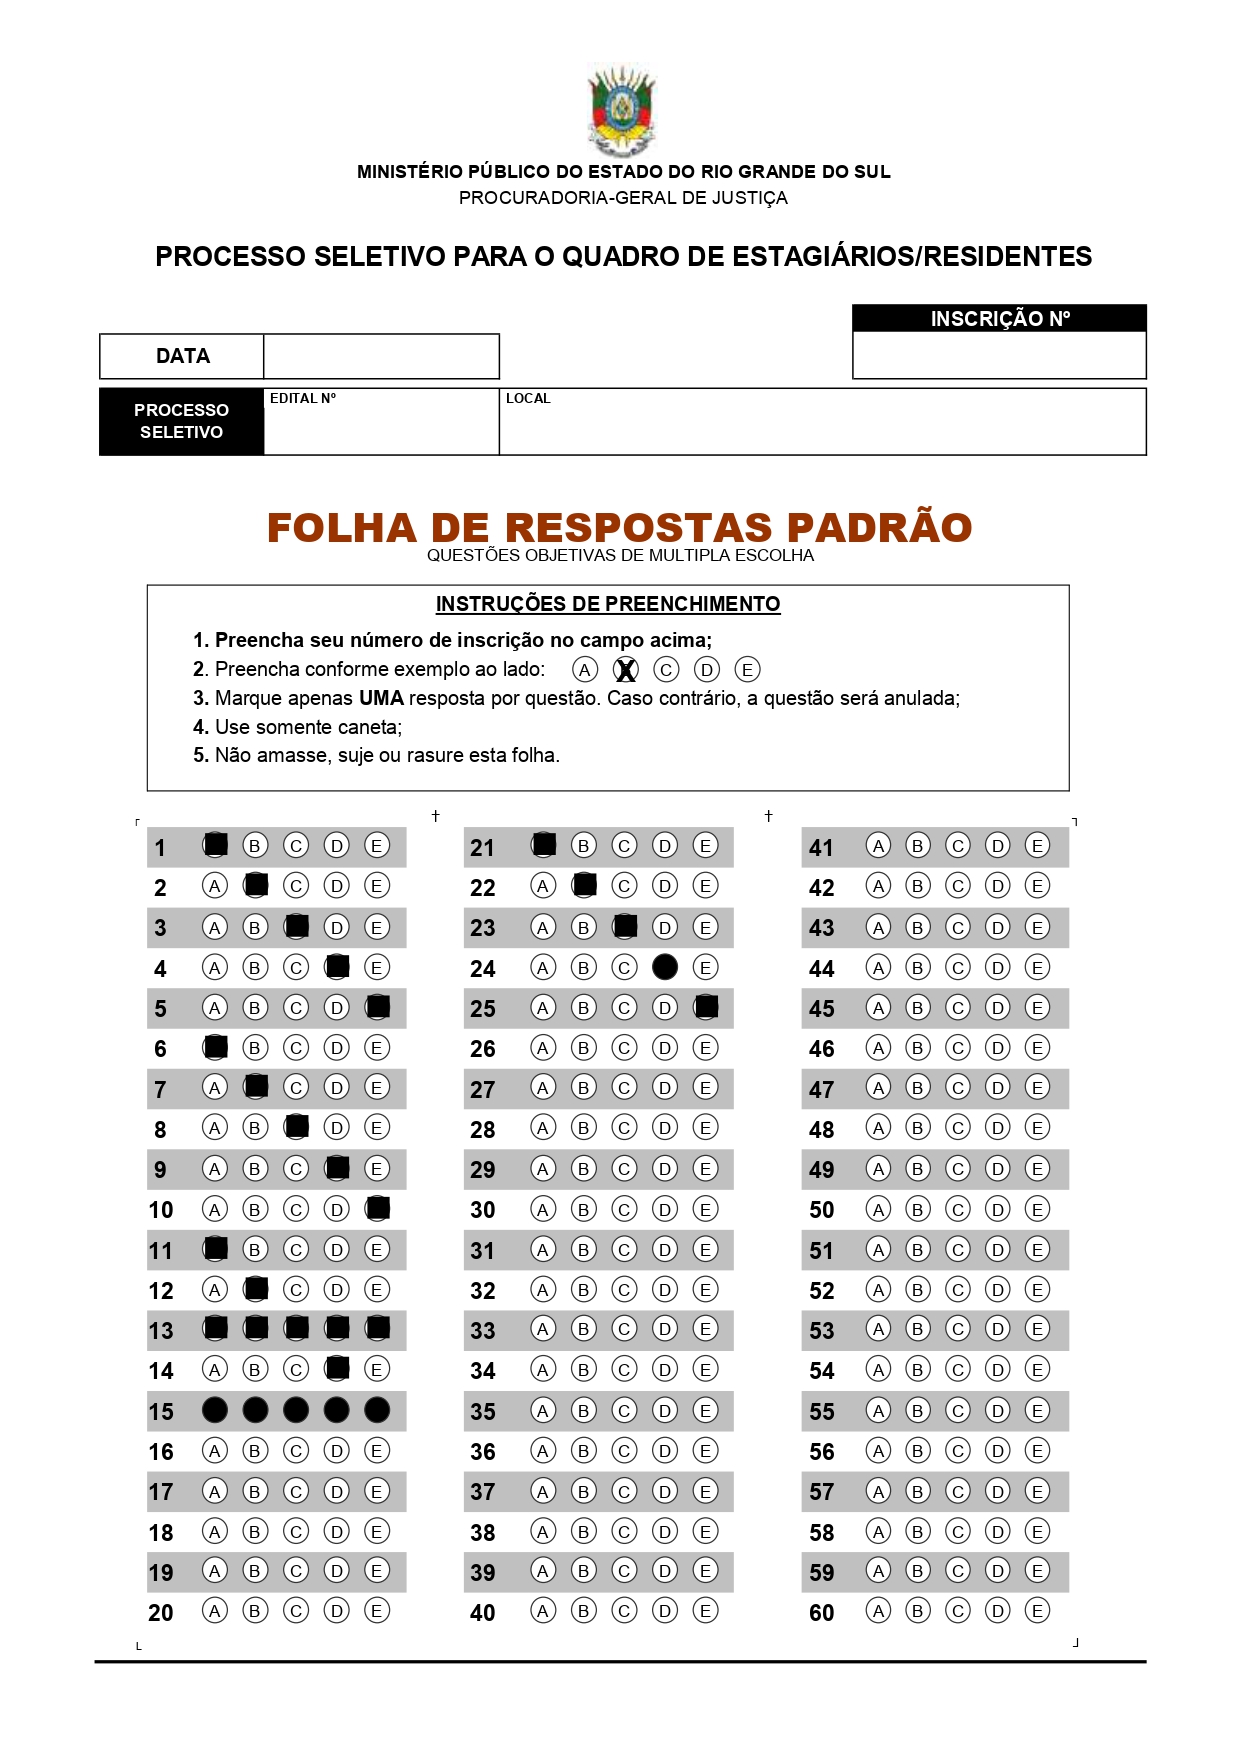 MINISTÉRIO PÚBLICO DO ESTADO DO RIO GRANDE DO SUL
PROCURADORIA-GERAL DE JUSTIÇA
PROCESSO SELETIVO PARA O QUADRO DE ESTAGIÁRIOS/RESIDENTES
INSCRIÇÃO Nº
DATA
PROCESSO SELETIVO
EDITAL Nº
LOCAL
FOLHA DE RESPOSTAS PADRÃO
QUESTÕES OBJETIVAS DE MULTIPLA ESCOLHA
INSTRUÇÕES DE PREENCHIMENTO
1. Preencha seu número de inscrição no campo acima;
2. Preencha conforme exemplo ao lado: A X C D E
3. Marque apenas UMA resposta por questão. Caso contrário, a questão será anulada;
4. Use somente caneta;
5. Não amasse, suje ou rasure esta folha.
1 B C D E 21 B C D E 41 A B C D E
2 A C D E 22 A C D E 42 A B C D E
3 A B D E 23 A B D E 43 A B C D E
4 A B C E 24 A B C E 44 A B C D E
5 A B C D 25 A B C D 45 A B C D E
6 B C D E 26 A B C D E 46 A B C D E
7 A C D E 27 A B C D E 47 A B C D E
8 A B D E 28 A B C D E 48 A B C D E
9 A B C E 29 A B C D E 49 A B C D E
10 A B C D 30 A B C D E 50 A B C D E
11 B C D E 31 A B C D E 51 A B C D E
12 A C D E 32 A B C D E 52 A B C D E
13 33 A B C D E 53 A B C D E
14 A B C E 34 A B C D E 54 A B C D E
15 35 A B C D E 55 A B C D E
16 A B C D E 36 A B C D E 56 A B C D E
17 A B C D E 37 A B C D E 57 A B C D E
18 A B C D E 38 A B C D E 58 A B C D E
19 A B C D E 39 A B C D E 59 A B C D E
20 A B C D E 40 A B C D E 60 A B C D E